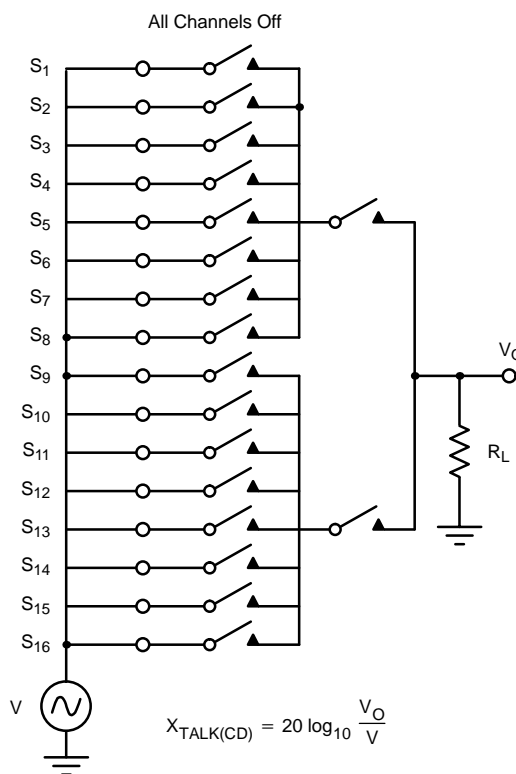 All Channels Off
S1
S2
S3
S4
S5
S6
S7
S8
S9
S10
S11
S12
S13
S14
S15
S16
VO
RL
V
XTALK(CD) = 20 log10 VO/V